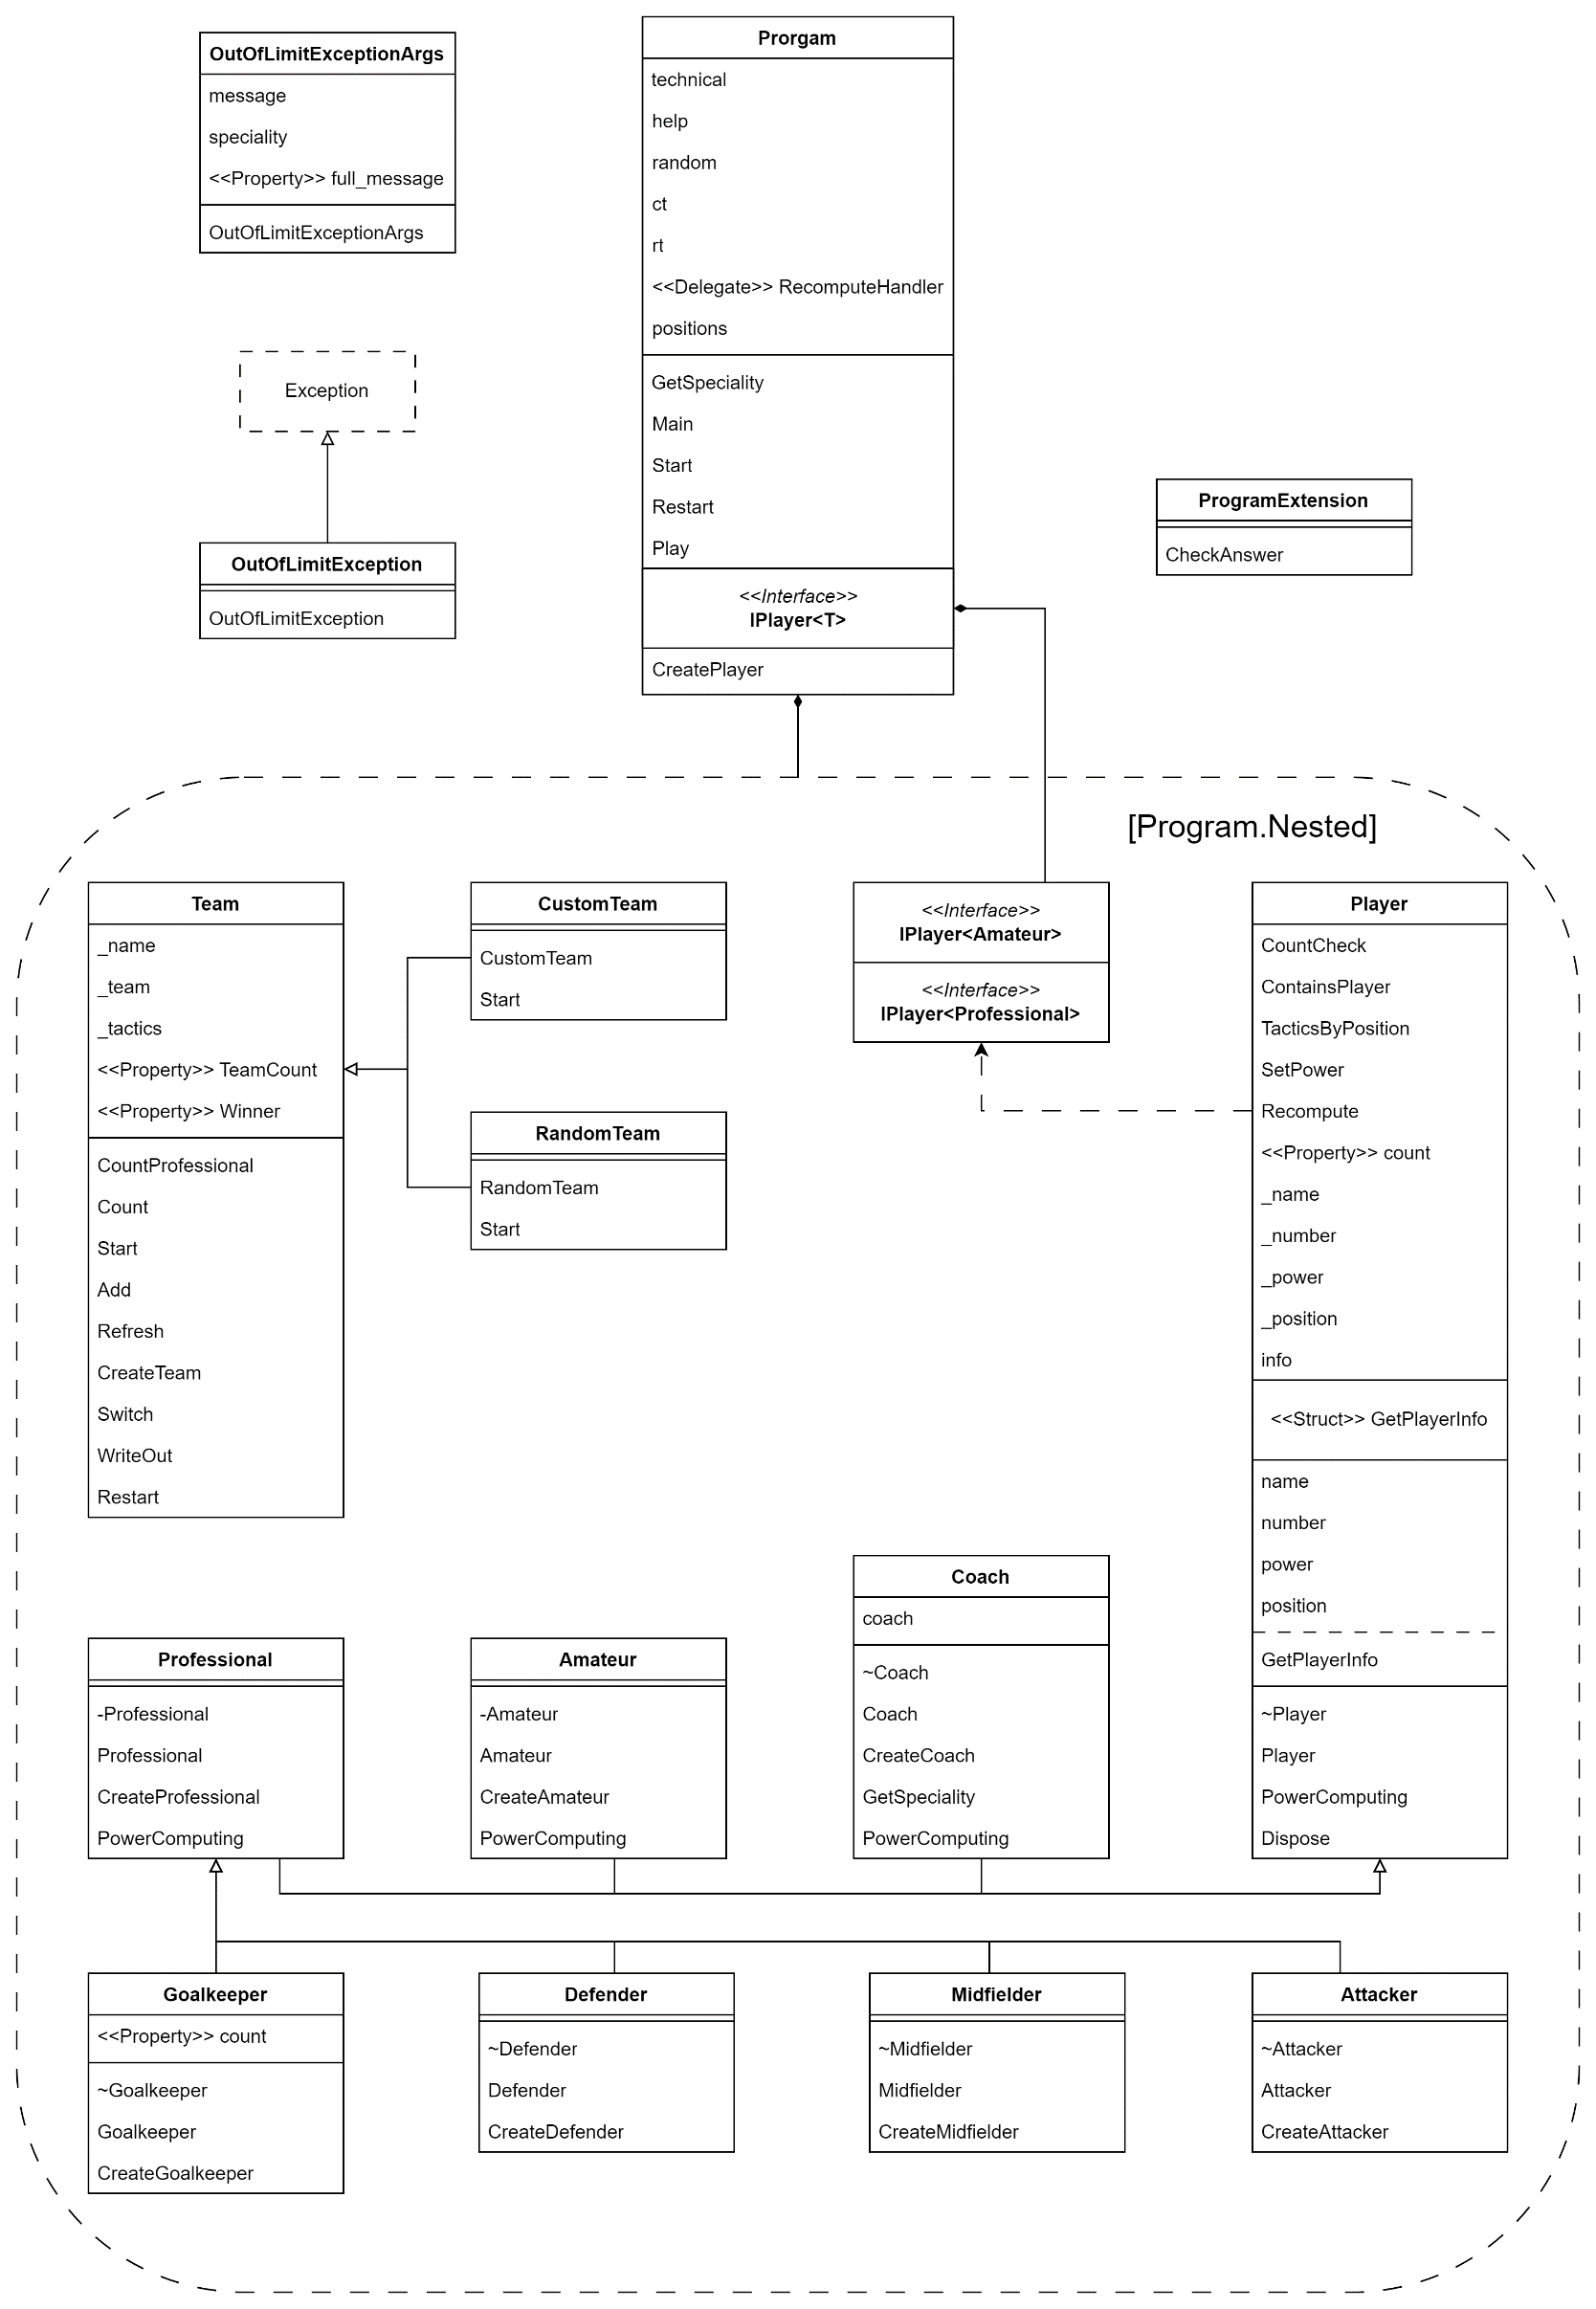 OutOfLimitExceptionArgs
message
speciality
<<Property>> full_message
OutOfLimitExceptionArgs
Exception
OutOfLimitException
OutOfLimitException
Prorgam
technical
help
random
ct
rt
<<Delegate>> RecomputeHandler
positions
GetSpeciality
Main
Start
Restart
Play
<<Interface>>
IPlayer<T>
CreatePlayer
ProgramExtension
CheckAnswer
[Program.Nested]
Team
_name
_team
_tactics
<<Property>> TeamCount
<<Property>> Winner
CountProfessional
Count
Start
Add
Refresh
CreateTeam
Switch
WriteOut
Restart
CustomTeam
CustomTeam
Start
RandomTeam
RandomTeam
Start
<<Interface>>
IPlayer<Amateur>
<<Interface>>
IPlayer<Professional>
Player
CountCheck
ContainsPlayer
TacticsByPosition
SetPower
Recompute
<<Property>> count
_name
_number
_power
_position
info
<<Struct>> GetPlayerInfo
name
number
power
position
GetPlayerInfo
~Player
Player
PowerComputing
Dispose
Professional
-Professional
Professional
CreateProfessional
PowerComputing
Amateur
-Amateur
Amateur
CreateAmateur
PowerComputing
Coach
coach
~Coach
Coach
CreateCoach
GetSpeciality
PowerComputing
Goalkeeper
<<Property>> count
~Goalkeeper
Goalkeeper
CreateGoalkeeper
Defender
~Defender
Defender
CreateDefender
Midfielder
~Midfielder
Midfielder
CreateMidfielder
Attacker
~Attacker
Attacker
CreateAttacker